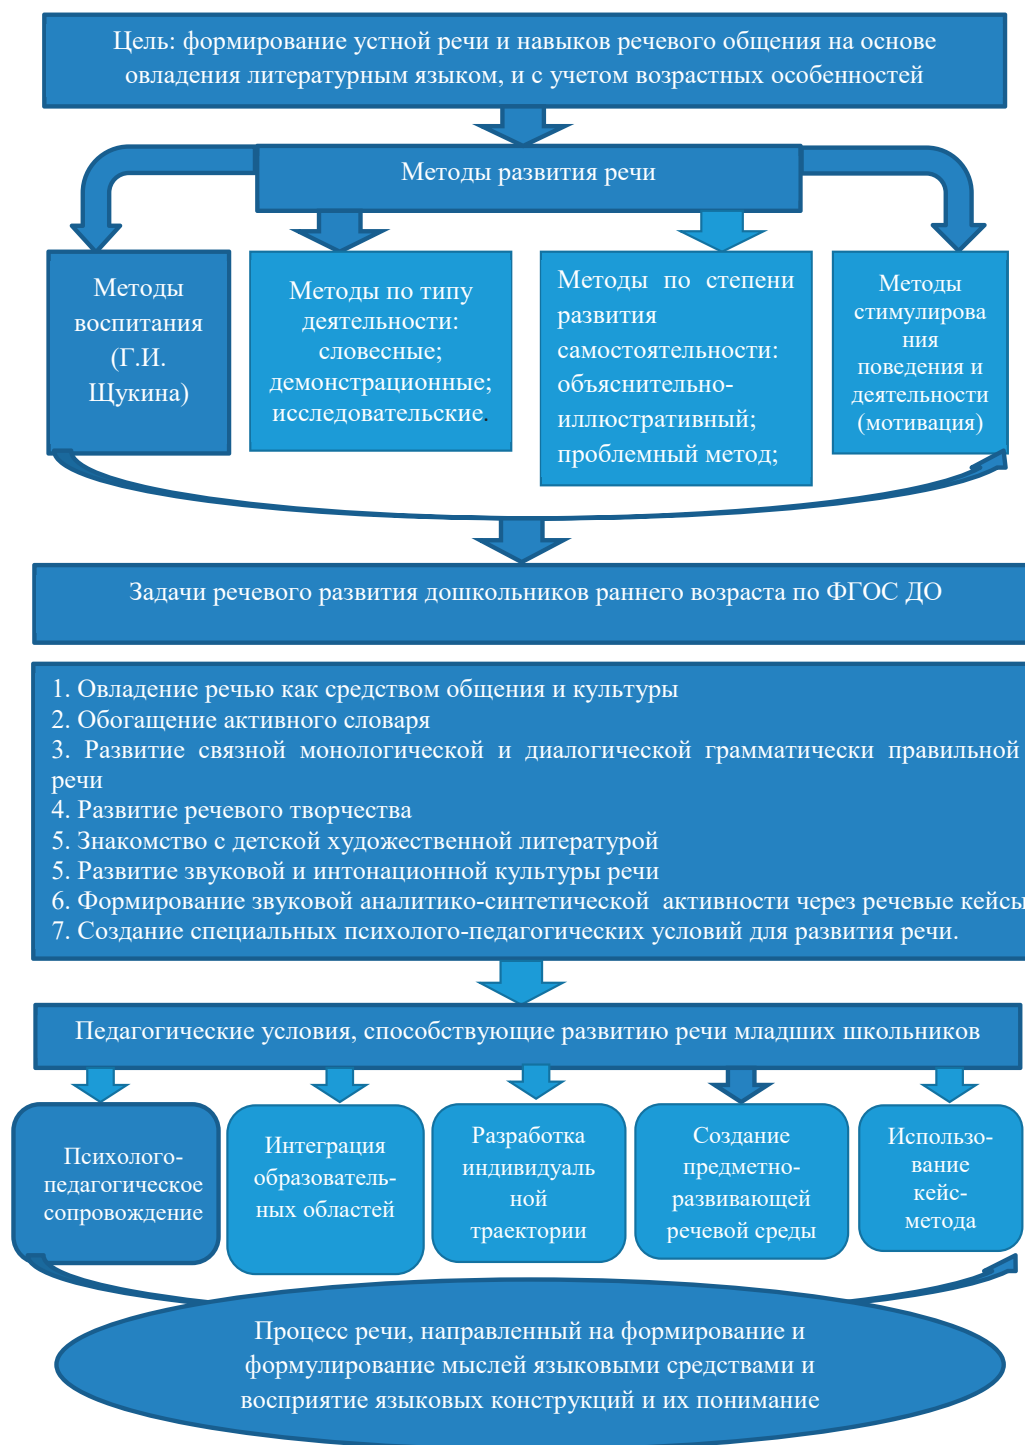 Цель: формирование устной речи и навыков речевого общения на основе
овладения литературным языком, и с учетом возрастных особенностей
Методы развития речи
Методы
воспитания
(Г.И.
Щукина)
Методы по типу
деятельности:
словесные;
демонстрационные;
исследовательские.
Методы по степени
развития
самостоятельности:
объяснительно-
иллюстративный;
проблемный метод;
Методы
стимулирова
ния
поведения и
деятельности
(мотивация)
Задачи речевого развития дошкольников раннего возраста по ФГОС ДО
1. Овладение речью как средством общения и культуры
2. Обогащение активного словаря
3. Развитие связной монологической и диалогической грамматически правильной
речи
4. Развитие речевого творчества
5. Знакомство с детской художественной литературой
5. Развитие звуковой и интонационной культуры речи
6. Формирование звуковой аналитико-синтетической активности через речевые кейсы
7. Создание специальных психолого-педагогических условий для развития речи.
Педагогические условия, способствующие развитию речи младших школьников
Психолого-
педагогическое
сопровождение
Интеграция
образователь-
ных областей
Разработка
индивидуаль
ной
траектории
Создание
предметно-
развивающей
речевой среды
Использо-
вание
кейс-
метода
Процесс речи, направленный на формирование и
формулирование мыслей языковыми средствами и
восприятие языковых конструкций и их понимание